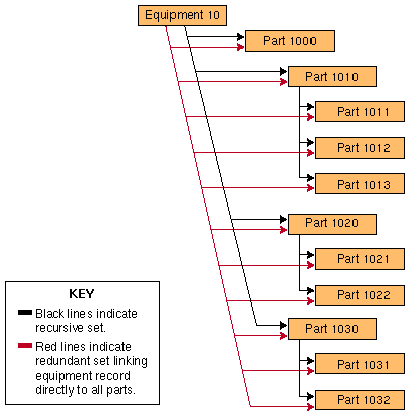 Equipment 10
Part 1000
Part 1010
Part 1011
Part 1012
Part 1013
Part 1020
Part 1021
Part 1022
Part 1030
Part 1031
Part 1032
KEY
Black lines indicate
recursive set.
Red lines indicate
redundant set linking
equipment record
directly to all parts.